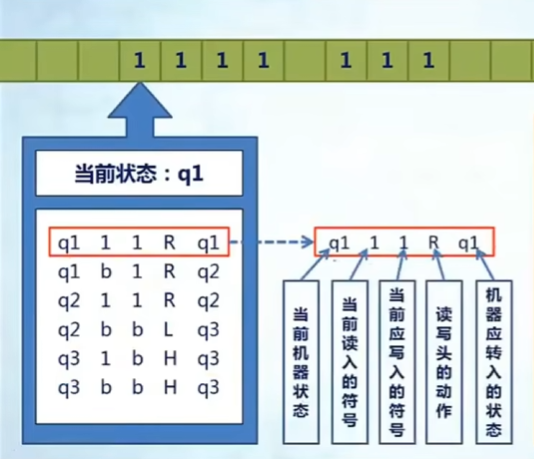 1 1 1 1 1 1 1
当前状态：q1
q1 1 1 R q1
q1 b 1 R q2
q2 1 1 R q2
q2 b b L q3
q3 1 b H q3
q3 b b H q3
q1 1 1 R q1
当前机器状态
当前读入的符号
当前应写入的符号
读写头的动作
机器应转入的状态